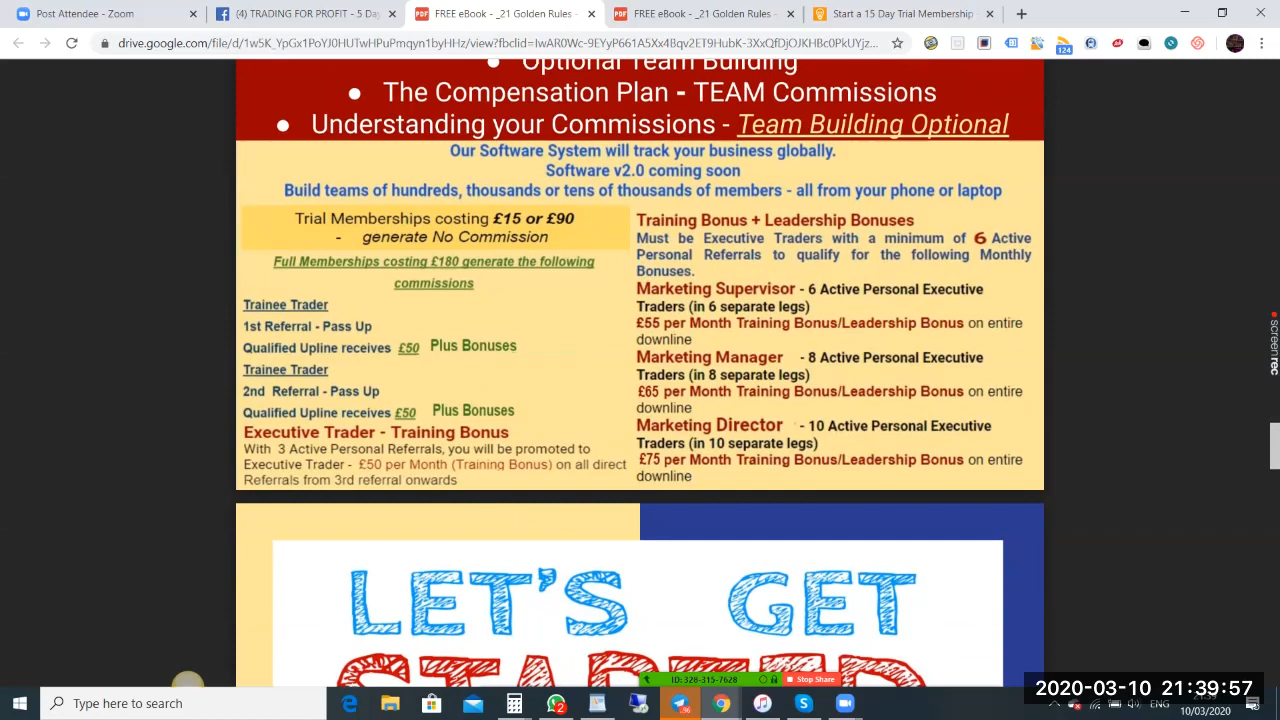 Post Attendee - Zoom
(4) TRADING FOR PROFIT - 5 Day
FREE eBook - _21 Golden Rules -
FREE eBook - _21 Golden Rules -
Start a 15 Day Trial Membership
124
• Optional Team Building
• The Compensation Plan - TEAM Commissions
• Understanding your Commissions - Team Building Optional
Our Software System will track your business globally.
Software v2.0 coming soon
Build teams of hundreds, thousands or tens of thousands of members - all from your phone or laptop
Trial Memberships costing £15 or £90
- generate No Commission
Full Memberships costing £180 generate the following
commissions
Trainee Trader
1st Referral - Pass Up
Qualified Upline receives £50 Plus Bonuses
Trainee Trader
2nd Referral - Pass Up
Qualified Upline receives £50 Plus Bonuses
Executive Trader - Training Bonus
With 3 Active Personal Referrals, you will be promoted to
Executive Trader - £50 per Month (Training Bonus) on all direct
Referrals from 3rd referral onwards
Training Bonus + Leadership Bonuses
Must be Executive Traders with a minimum of 6 Active
Personal Referrals to qualify for the following Monthly
Bonuses.
Marketing Supervisor - 6 Active Personal Executive
Traders (in 6 separate legs)
£55 per Month Training Bonus/Leadership Bonus on entire
downline
Marketing Manager - 8 Active Personal Executive
Traders (in 8 separate legs)
£65 per Month Training Bonus/Leadership Bonus on entire
downline
Marketing Director - 10 Active Personal Executive
Traders (in 10 separate legs)
£75 per Month Training Bonus/Leadership Bonus on entire
downline
LET'S GET
STARTED
screenrec
ID: 328-315-7628
Stop Share
Type here to search
2
96
ENG
2020-03-10 21:39:57
10/03/2020